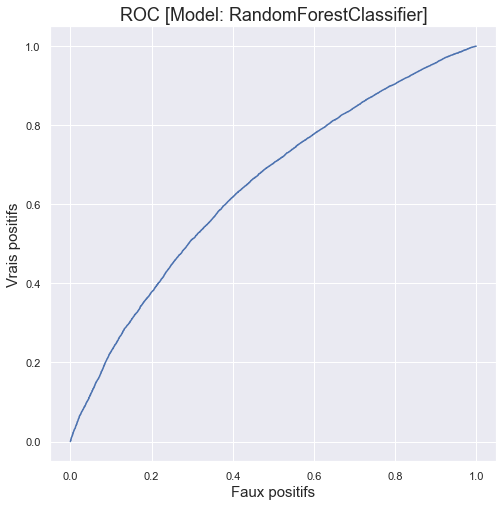 ROC [Model: RandomForestClassifier]
1.0
0.8
0.6
0.4
0.2
0.0
Vrais positifs
0.0 0.2 0.4 0.6 0.8 1.0
Faux positifs